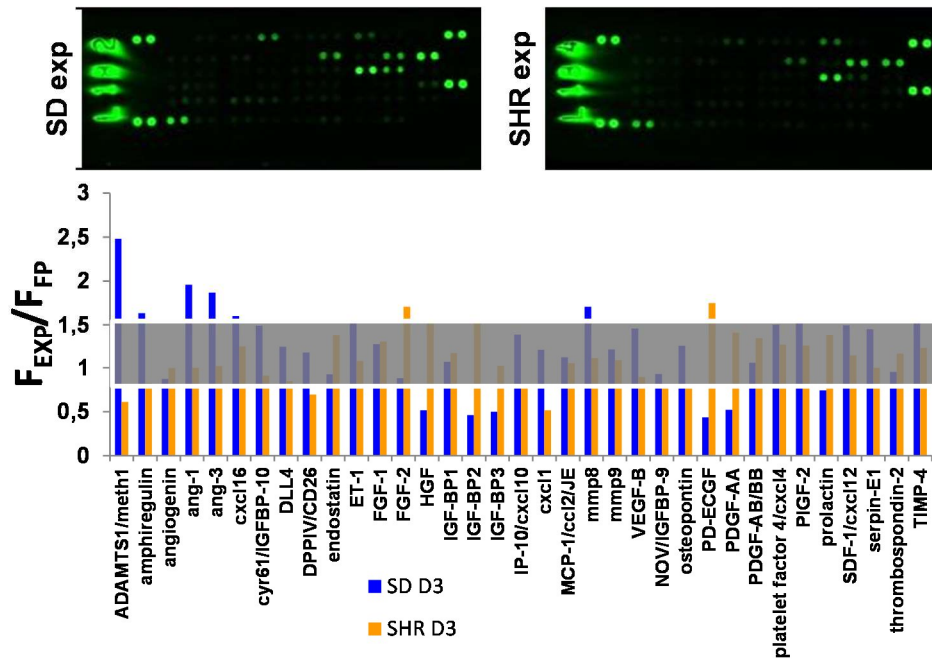 SD exp
SHR exp
3
2,5
2
1.5
1
0,5
0
F_EXP/F_FP
ADAMTS1/meth1
amphiregulin
angiogenin
ang-1
ang-3
cxcl16
cyr61/IGFBP-10
DLL4
DPPIV/CD26
endostatin
ET-1
FGF-1
FGF-2
HGF
IGF-BP1
IGF-BP2
IGF-BP3
IP-10/cxcl10
cxcl1
MCP-1/ccl2/JE
mmp8
mmp9
VEGF-B
NOV/IGFBP-9
osteopontin
PD-ECGF
PDGF-AA
PDGF-AB/BB
platelet factor 4/cxcl4
PlGF-2
prolactin
SDF-1/cxcl12
serpin-E1
thrombospondin-2
TIMP-4
SD D3
SHR D3